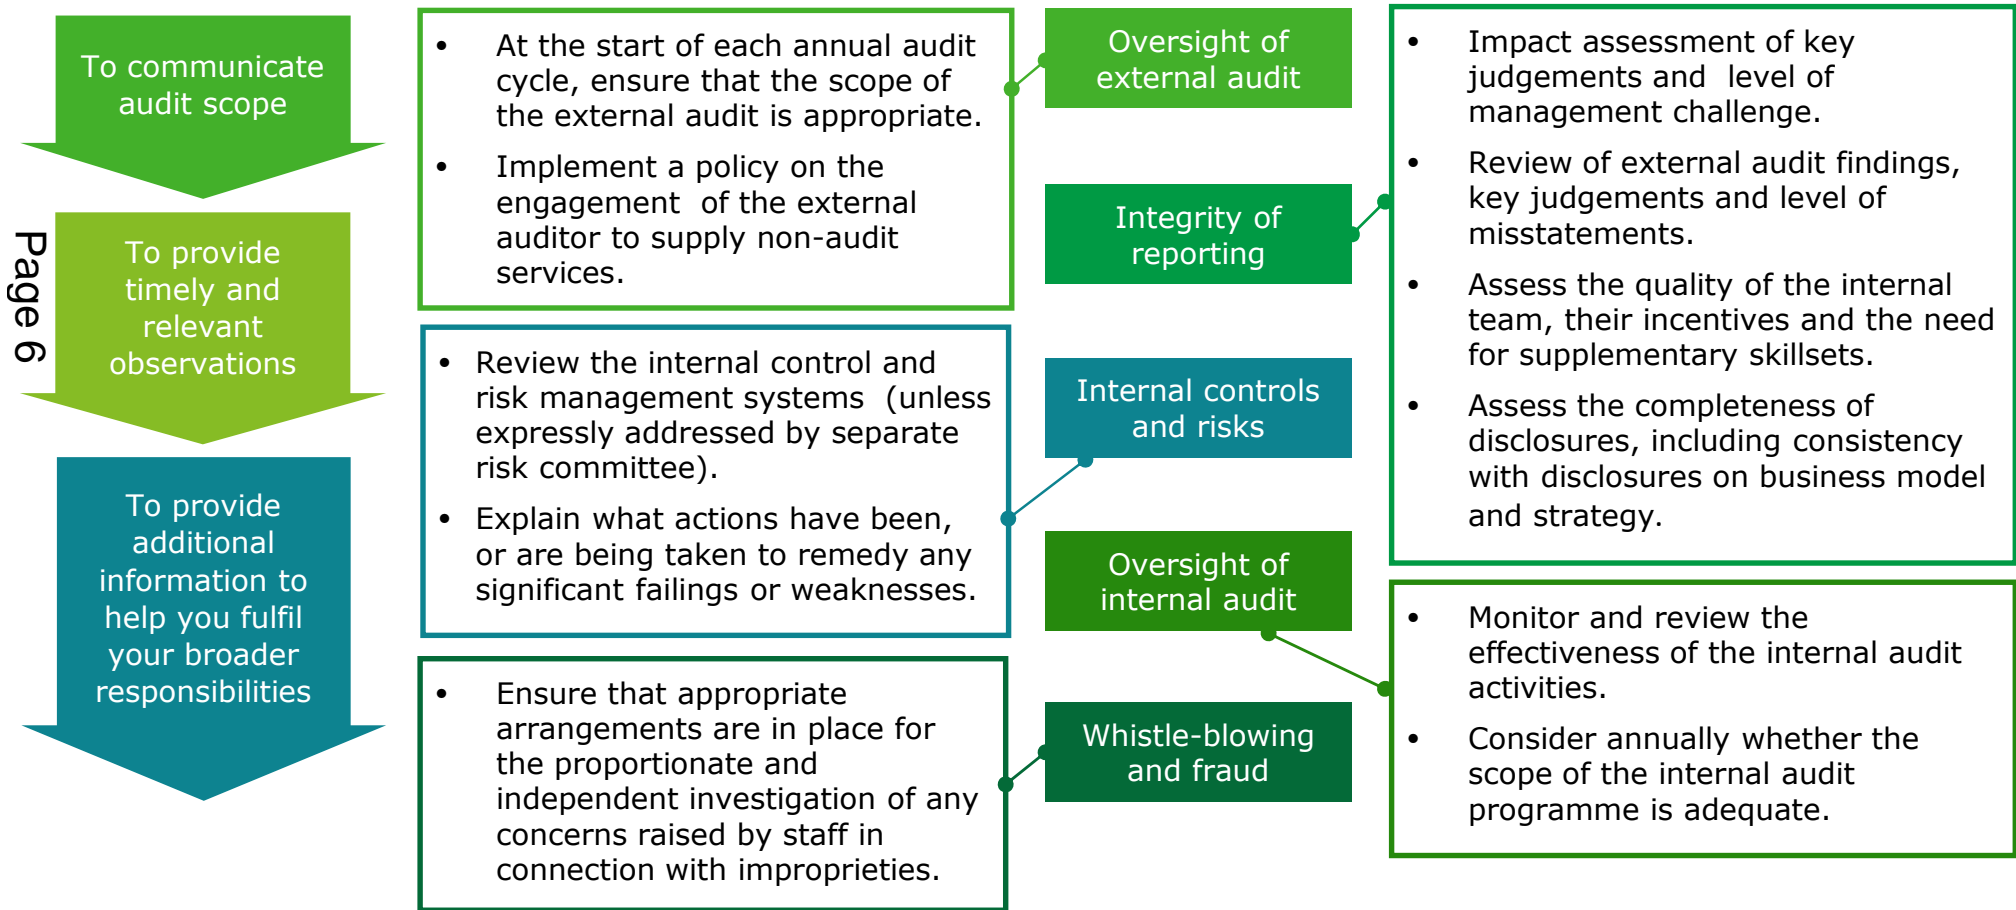 To communicate
audit scope
Page 6
To provide
timely and
relevant
observations
To provide
additional
information to
help you fulfil
your broader
responsibilities
• At the start of each annual audit
cycle, ensure that the scope of
the external audit is appropriate.
• Implement a policy on the
engagement of the external
auditor to supply non-audit
services.
• Review the internal control and
risk management systems (unless
expressly addressed by separate
risk committee).
• Explain what actions have been,
or are being taken to remedy any
significant failings or weaknesses.
• Ensure that appropriate
arrangements are in place for
the proportionate and
independent investigation of any
concerns raised by staff in
connection with improprieties.
Oversight of
external audit
Integrity of
reporting
Internal controls
and risks
Oversight of
internal audit
Whistle-blowing
and fraud
• Impact assessment of key
judgements and level of
management challenge.
• Review of external audit findings,
key judgements and level of
misstatements.
• Assess the quality of the internal
team, their incentives and the need
for supplementary skillsets.
• Assess the completeness of
disclosures, including consistency
with disclosures on business model
and strategy.
• Monitor and review the
effectiveness of the internal audit
activities.
• Consider annually whether the
scope of the internal audit
programme is adequate.